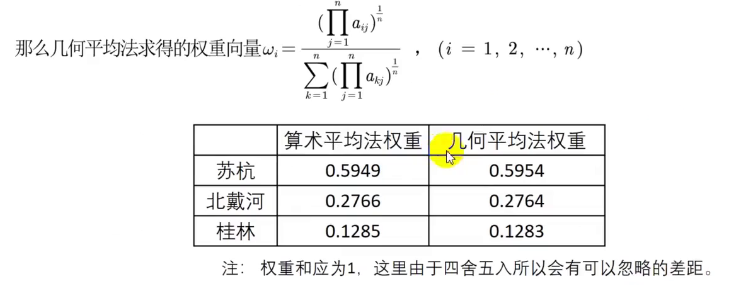 那么几何平均法求得的权重向量 $\omega_i = \dfrac{(\prod_{j=1}^{n} a_{ij})^{\frac{1}{n}}}{\sum_{k=1}^{n} (\prod_{j=1}^{n} a_{kj})^{\frac{1}{n}}}$ ，(i = 1, 2, ⋯, n)
算术平均法权重 几何平均法权重
苏杭 0.5949 0.5954
北戴河 0.2766 0.2764
桂林 0.1285 0.1283
注： 权重和应为1，这里由于四舍五入所以会有可以忽略的差距。